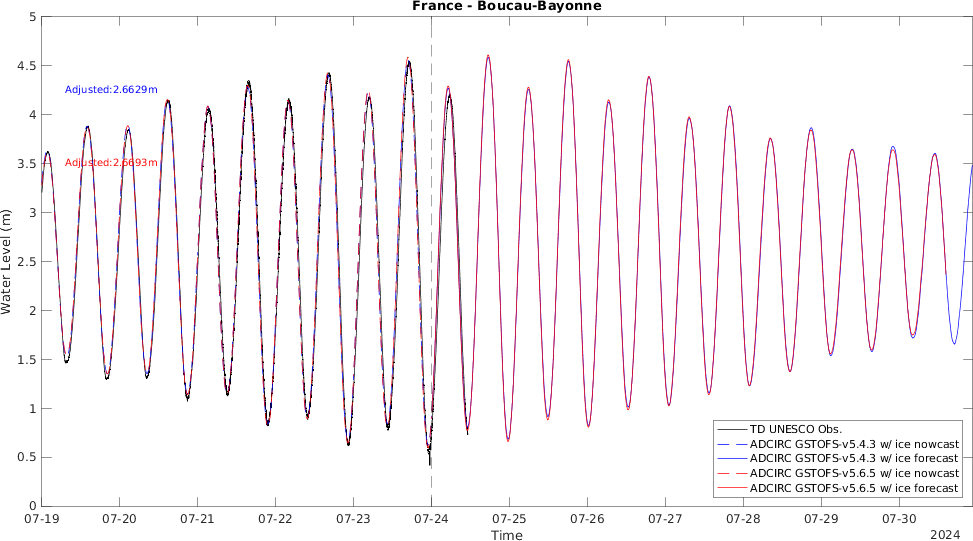 France - Boucau-Bayonne
5
4.5
4
3.5
3
2.5
2
1.5
1
0.5
0
Water Level (m)
Adjusted:2.6629m
Adjusted:2.6693m
TD UNESCO Obs.
ADCIRC GSTOFS-v5.4.3 w/ ice nowcast
ADCIRC GSTOFS-v5.4.3 w/ ice forecast
ADCIRC GSTOFS-v5.6.5 w/ ice nowcast
ADCIRC GSTOFS-v5.6.5 w/ ice forecast
07-19 07-20 07-21 07-22 07-23 07-24 07-25 07-26 07-27 07-28 07-29 07-30
Time
2024